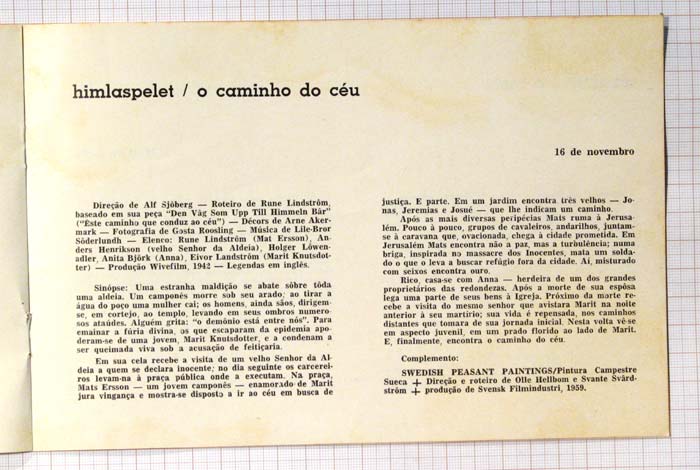 himlaspelet / o caminho do céu
16 de novembro
Direção de Alf Sjöberg — Roteiro de Rune Lindström,
baseado em sua peça "Den Väg Som Upp Till Himmeln Bär"
("Êste caminho que conduz ao céu") — Décors de Arne Aker-
mark — Fotografia de Gosta Roosling — Música de Lile-Bror
Söderlundh — Elenco: Rune Lindström (Mat Ersson), An-
ders Henrikson (velho Senhor da Aldeia), Holger Löwen-
adler, Anita Björk (Anna), Eivor Landström (Marit Knutsdot-
ter) — Produção Wivefilm, 1942 — Legendas em inglês.
Sinópse: Uma estranha maldição se abate sôbre tôda
uma aldeia. Um camponês morre sob seu arado; ao tirar a
água do poço uma mulher cai; os homens, ainda sãos, dirigem-
se, em cortejo, ao templo, levando em seus ombros numero-
sos ataúdes. Alguém grita: "o demônio está entre nós". Para
emainar a fúria divina, os que escaparam da epidemia apo-
deram-se de uma jovem, Marit Knutsdotter, e a condenam a
ser queimada viva sob a acusação de feitiçaria.
Em sua cela recebe a visita de um velho Senhor da Al-
deia a quem se declara inocente; no dia seguinte os carcerei-
ros levam-na à praça pública onde a executam. Na praça,
Mats Ersson — um jovem camponês — enamorado de Marit
jura vingança e mostra-se disposto a ir ao céu em busca de
justiça. E parte. Em um jardim encontra três velhos — Jo-
nas, Jeremias e Josué — que lhe indicam um caminho.
Após as mais diversas peripécias Mats ruma à Jerusa-
lém. Pouco à pouco, grupos de cavaleiros, andarilhos, juntam-
se à caravana que, ovacionada, chega à cidade prometida. Em
Jerusalém Mats encontra não a paz, mas a turbulência; numa
briga, inspirada no massacre dos Inocentes, mata um solda-
do o que o leva a buscar refúgio fora da cidade. Aí, misturado
com seixos encontra ouro.
Rico, casa-se com Anna — herdeira de um dos grandes
proprietários das redondezas. Após a morte de sua espôsa
lega uma parte de seus bens à Igreja. Próximo da marte re-
cebe a visita do mesmo senhor que avistara Marit na noite
anterior à seu martírio; sua vida é repensada, nos caminhos
distantes que tomara de sua jornada inicial. Nesta volta vê-se
em aspecto juvenil, em um prado florido ao lado de Marit.
E, finalmente, encontra o caminho do céu.
Complemento:
SWEDISH PEASANT PAINTINGS/Pintura Campestre
Sueca + Direção e roteiro de Olle Hellbom e Svante Svärd-
ström + produção de Svensk Filmindustri, 1959.